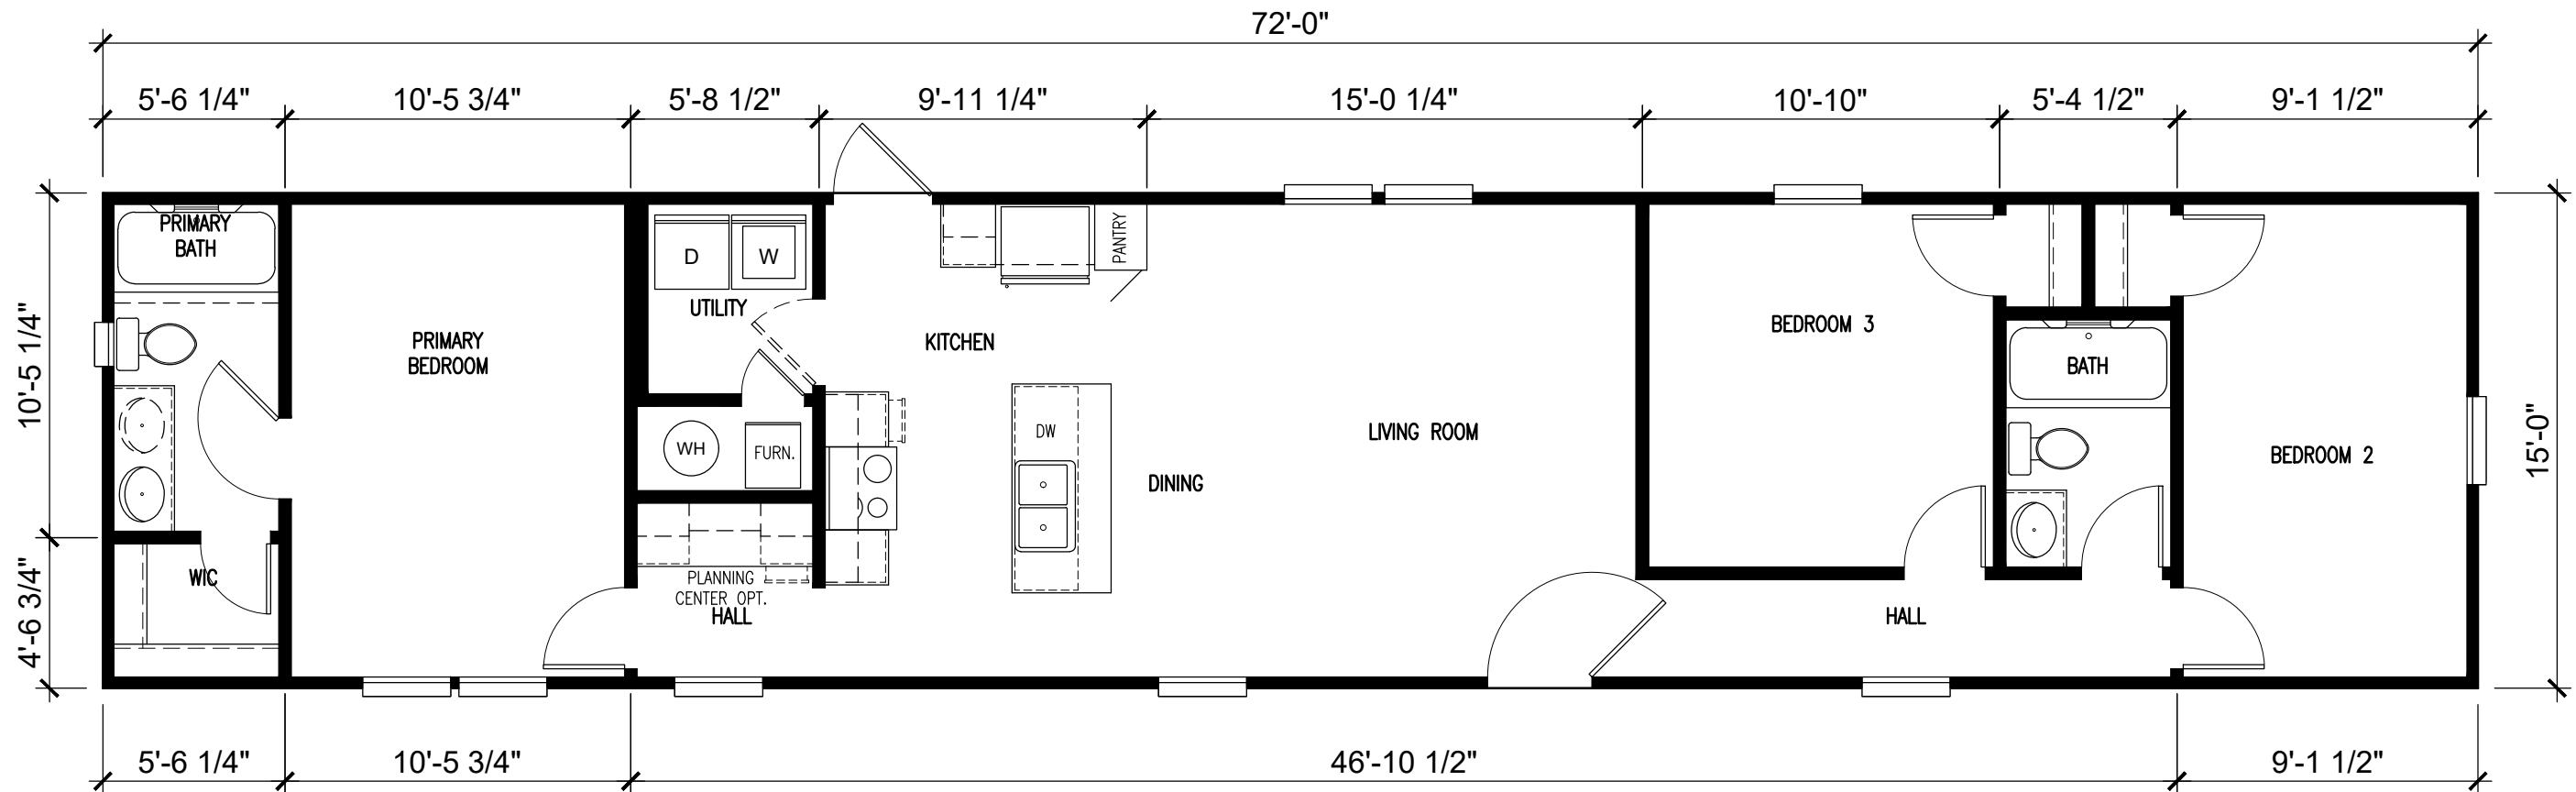 72'-0"
5'-6 1/4"
10'-5 3/4"
5'-8 1/2"
9'-11 1/4"
15'-0 1/4"
10'-10"
5'-4 1/2"
9'-1 1/2"
10'-5 1/4"
4'-6 3/4"
15'-0"
PRIMARY
BATH
WIC
PRIMARY
BEDROOM
D
W
UTILITY
WH
FURN.
PLANNING
CENTER OPT.
HALL
KITCHEN
PANTRY
DW
DINING
LIVING ROOM
BEDROOM 3
BATH
HALL
BEDROOM 2
5'-6 1/4"
10'-5 3/4"
46'-10 1/2"
9'-1 1/2"